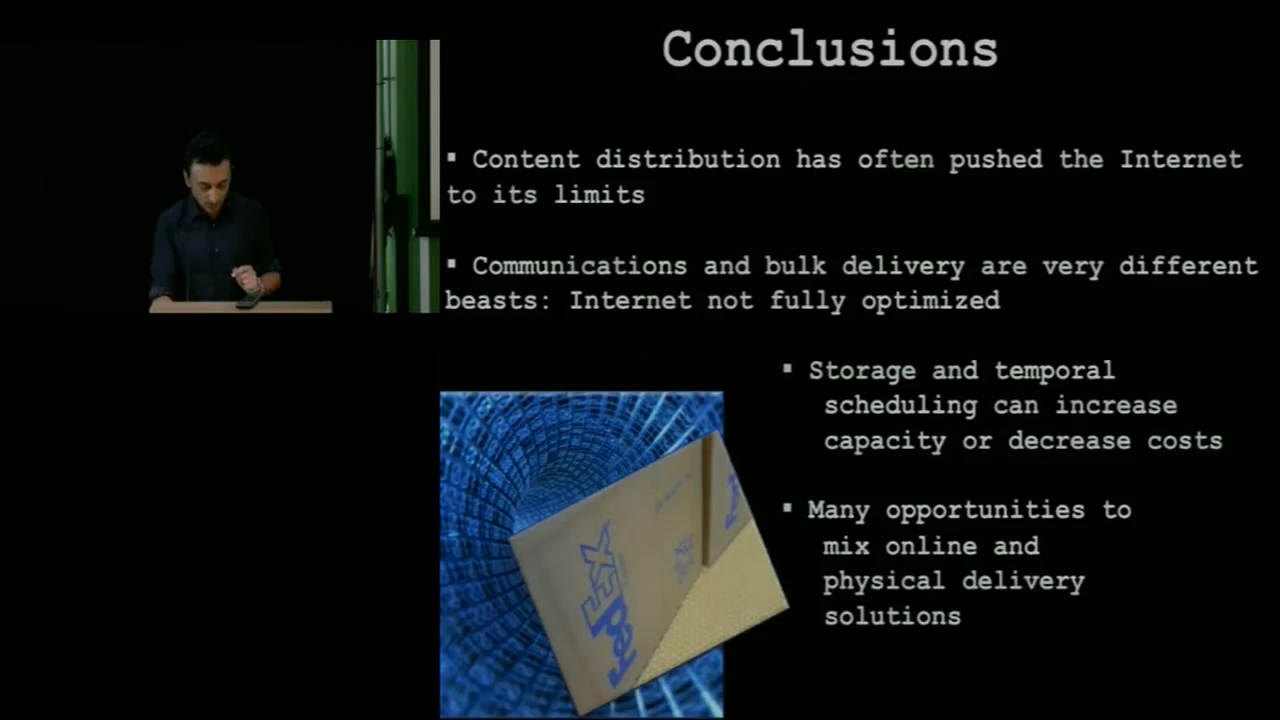 Conclusions
▪ Content distribution has often pushed the Internet
to its limits
▪ Communications and bulk delivery are very different
beasts: Internet not fully optimized
▪ Storage and temporal
scheduling can increase
capacity or decrease costs
▪ Many opportunities to
mix online and
physical delivery
solutions
FedEx